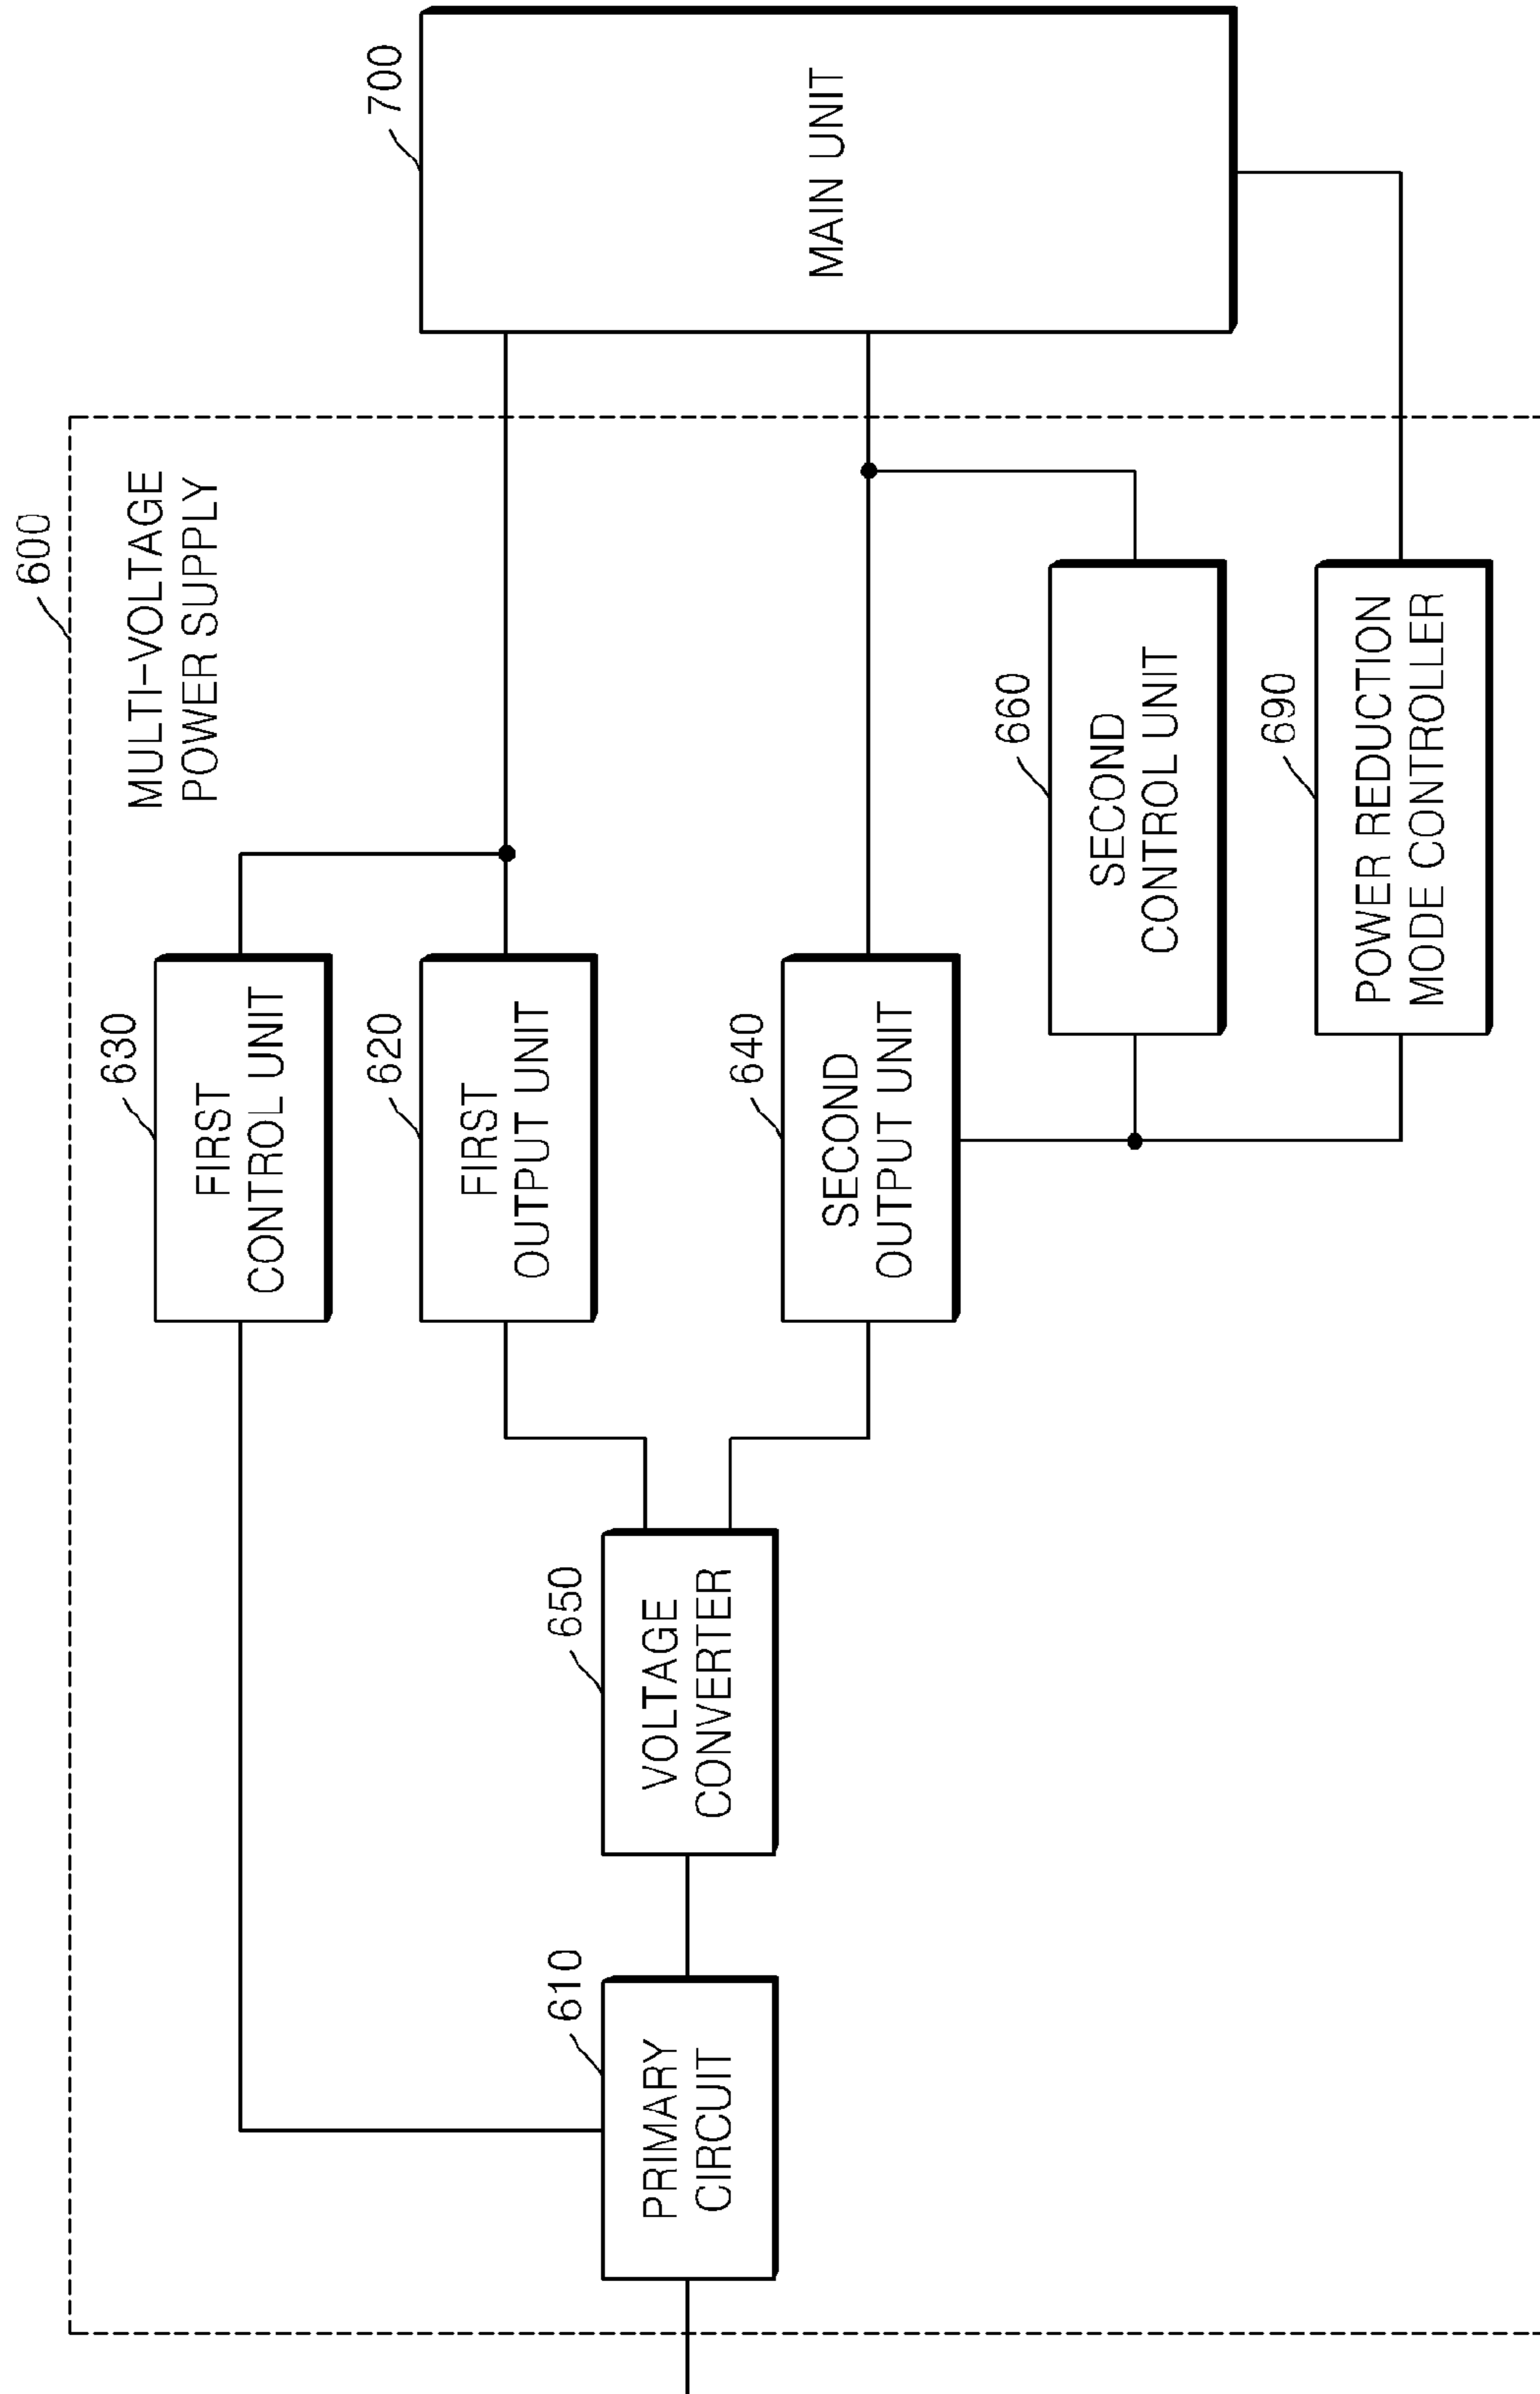 600
MULTI-VOLTAGE
POWER SUPPLY
630
FIRST
CONTROL UNIT
620
FIRST
OUTPUT UNIT
700
MAIN UNIT
610
PRIMARY
CIRCUIT
650
VOLTAGE
CONVERTER
640
SECOND
OUTPUT UNIT
660
SECOND
CONTROL UNIT
690
POWER REDUCTION
MODE CONTROLLER